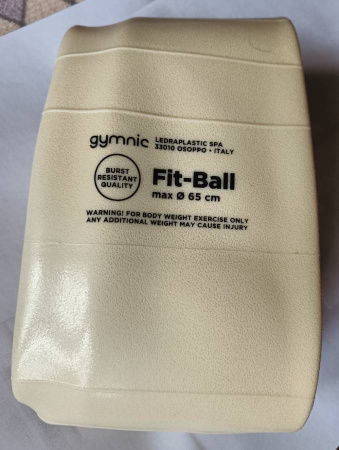 gymnic LEDRAPLASTIC SPA
33010 OSOPPO • ITALY
BURST
RESISTANT
QUALITY
Fit-Ball
max Ø 65 cm
WARNING! FOR BODY WEIGHT EXERCISE ONLY
ANY ADDITIONAL WEIGHT MAY CAUSE INJURY